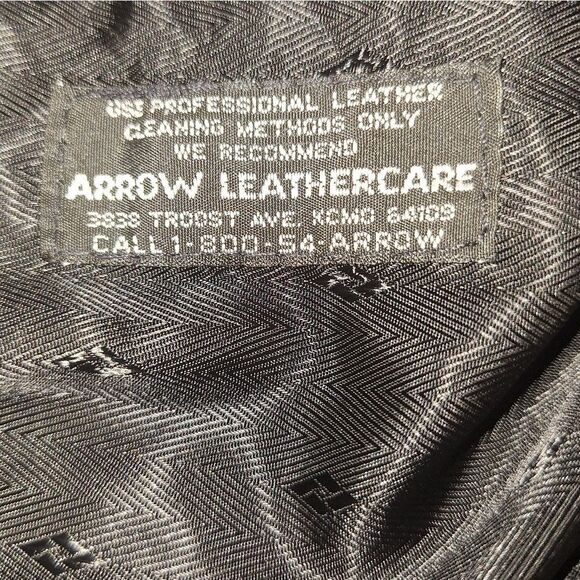 USE PROFESSIONAL LEATHER
CLEANING METHODS ONLY
WE RECOMMEND
ARROW LEATHERCARE
3838 TROOST AVE KCMO 64109
CALL 1-800-54-ARROW